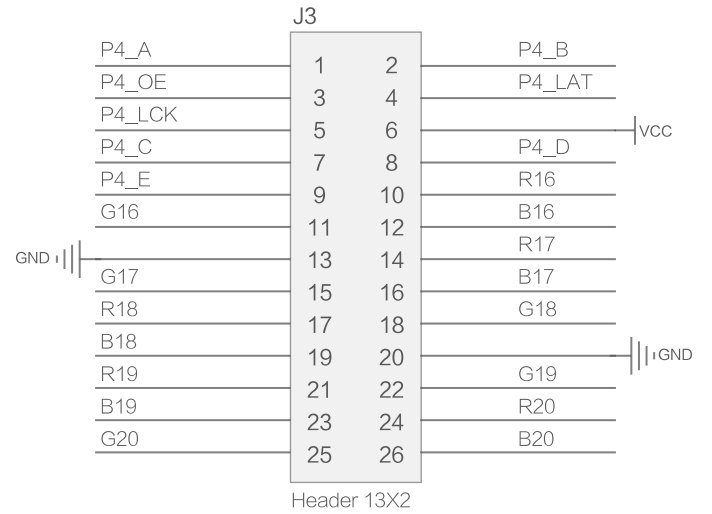 J3
P4_A 1 2 P4_B
P4_OE 3 4 P4_LAT
P4_LCK 5 6 VCC
P4_C 7 8 P4_D
P4_E 9 10 R16
G16 11 12 B16
GND 13 14 R17
G17 15 16 B17
R18 17 18 G18
B18 19 20 GND
R19 21 22 G19
B19 23 24 R20
G20 25 26 B20
Header 13X2